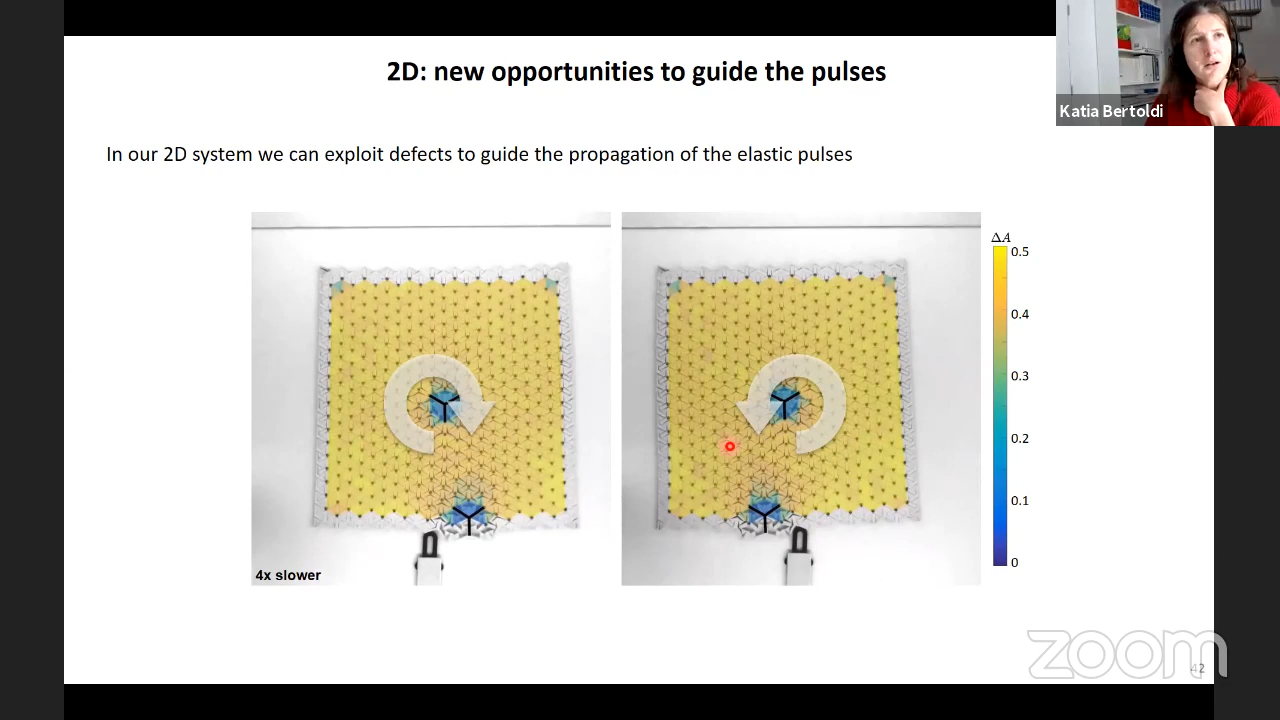 2D: new opportunities to guide the pulses
Katia Bertoldi
In our 2D system we can exploit defects to guide the propagation of the elastic pulses
ΔA
0.5
0.4
0.3
0.2
0.1
0
4x slower
zoom
42